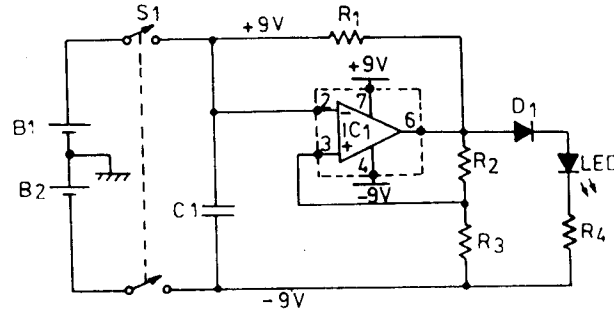 S1
+9V
R1
+9V
2
-
7
6
D1
B1
IC1
3
+
4
R2
LED
B2
-9V
C1
R3
R4
-9V